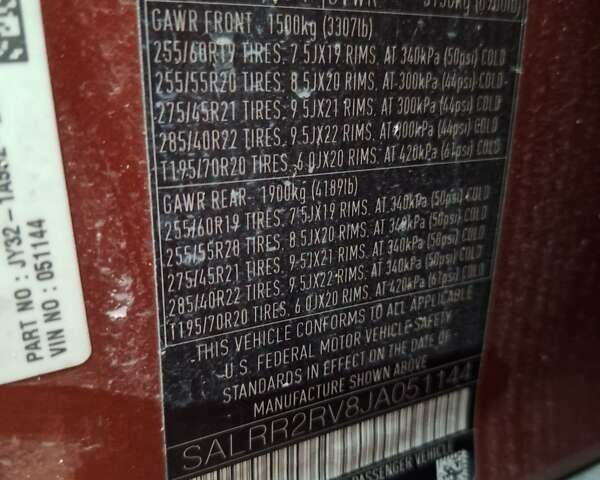 GAWR FRONT 1500kg (3307lb)
255/60R19 TIRES, 7.5JX19 RIMS, AT 340kPa (50psi) COLD
255/55R20 TIRES, 8.5JX20 RIMS, AT 300kPa (44psi) COLD
275/45R21 TIRES, 9.5JX21 RIMS, AT 300kPa (44psi) COLD
285/40R22 TIRES, 9.5JX22 RIMS, AT 300kPa (44psi) COLD
T195/70R20 TIRES, 6.0JX20 RIMS, AT 420kPa (61psi) COLD
GAWR REAR- 1900kg (4189lb)
255/60R19 TIRES, 7.5JX19 RIMS, AT 340kPa (50psi) COLD
255/55R20 TIRES, 8.5JX20 RIMS, AT 340kPa (50psi) COLD
275/45R21 TIRES, 9.5JX21 RIMS, AT 340kPa (50psi) COLD
285/40R22 TIRES, 9.5JX22 RIMS, AT 340kPa (50psi) COLD
T195/70R20 TIRES, 6.0JX20 RIMS, AT 420kPa (61psi) COLD
THIS VEHICLE CONFORMS TO ALL APPLICABLE
U.S. FEDERAL MOTOR VEHICLE SAFETY
STANDARDS IN EFFECT ON THE DATE OF
MANUFACTURE SHOWN ABOVE
SALRR2RV8JA051144
PASSENGER VEHICLE
PART NO : JY32-
VIN NO : 051144